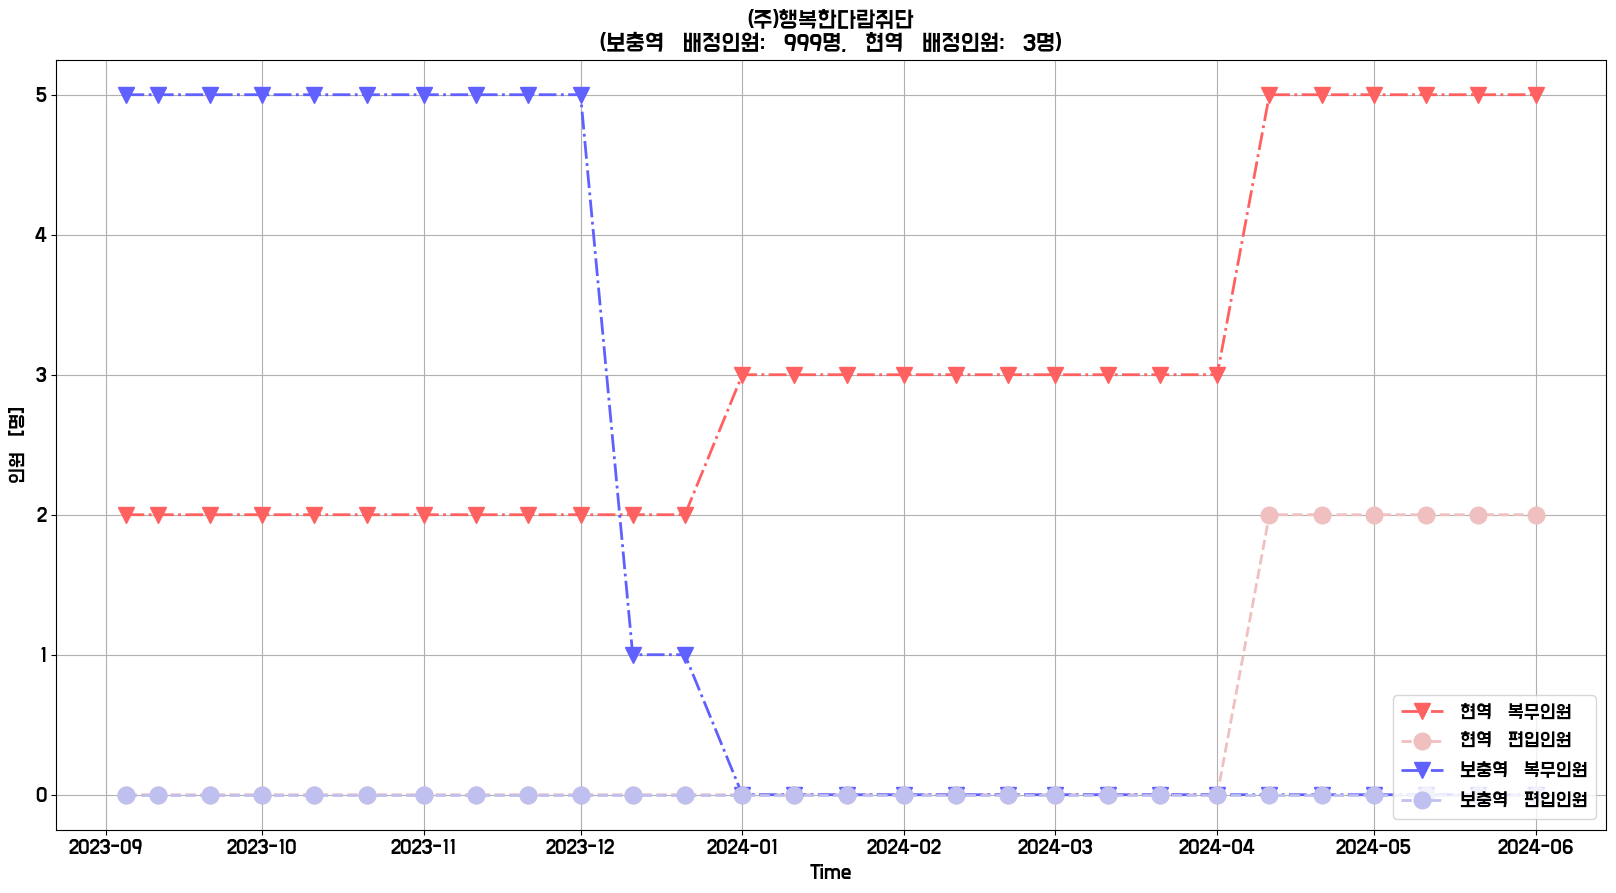 (주)행복한다람쥐단
(보충역 배정인원: 999명, 현역 배정인원: 3명)
5
4
3
2
1
0
인원 [명]
2023-09 2023-10 2023-11 2023-12 2024-01 2024-02 2024-03 2024-04 2024-05 2024-06
Time
현역 복무인원
현역 편입인원
보충역 복무인원
보충역 편입인원